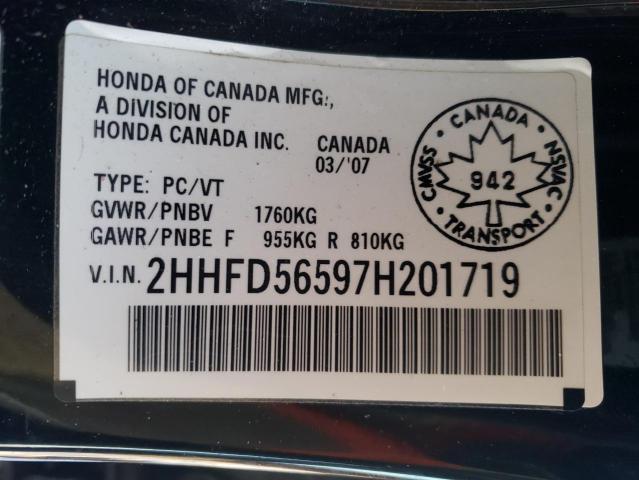 HONDA OF CANADA MFG.,
A DIVISION OF
HONDA CANADA INC. CANADA
03/'07
TYPE: PC/VT
GVWR/PNBV 1760KG
GAWR/PNBE F 955KG R 810KG
V.I.N. 2HHFD56597H201719
CANADA
CMVSS
NSVAC
942
TRANSPORT